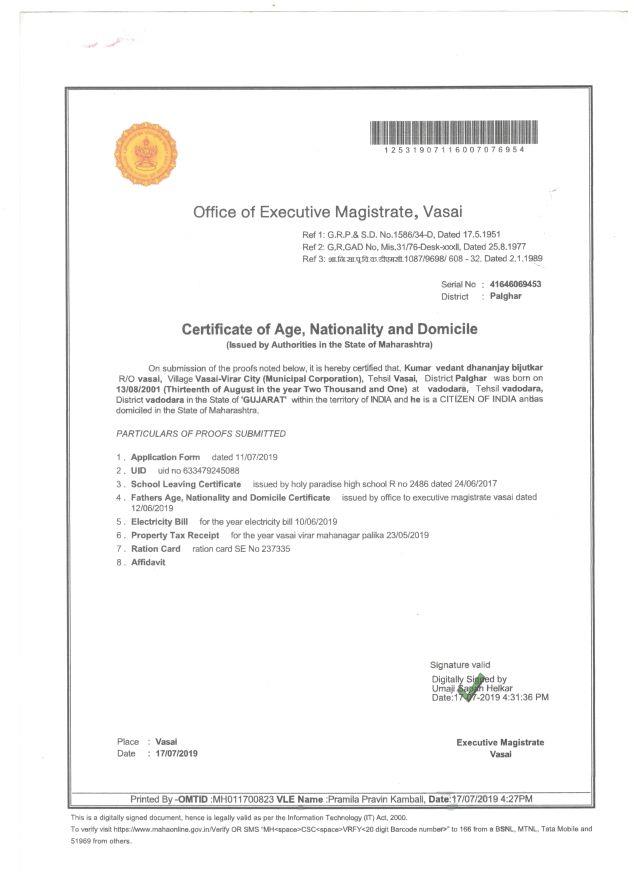 12531907116007076954
Office of Executive Magistrate, Vasai
Ref 1: G.R.P.& S.D. No.1586/34-D, Dated 17.5.1951
Ref 2: G,R,GAD No, Mis,31/76-Desk-xxxII, Dated 25.8.1977
Ref 3: 1087/9698/ 608 - 32. Dated 2.1.1989
Serial No : 41646069453
District : Palghar
Certificate of Age, Nationality and Domicile
(Issued by Authorities in the State of Maharashtra)
On submission of the proofs noted below, it is hereby certified that, Kumar vedant dhananjay bijutkar
R/O vasai, Village Vasai-Virar City (Municipal Corporation), Tehsil Vasai, District Palghar was born on
13/08/2001 (Thirteenth of August in the year Two Thousand and One) at vadodara, Tehsil vadodara,
District vadodara in the State of 'GUJARAT' within the territory of INDIA and he is a CITIZEN OF INDIA and
domiciled in the State of Maharashtra.
PARTICULARS OF PROOFS SUBMITTED
1 . Application Form dated 11/07/2019
2 . UID uid no 633479245088
3 . School Leaving Certificate issued by holy paradise high school R no 2486 dated 24/06/2017
4 . Fathers Age, Nationality and Domicile Certificate issued by office to executive magistrate vasai dated
12/06/2019
5 . Electricity Bill for the year electricity bill 10/06/2019
6 . Property Tax Receipt for the year vasai virar mahanagar palika 23/05/2019
7 . Ration Card ration card SE No 237335
8 . Affidavit
Signature valid
Digitally Signed by
Umaji Helkar
Date:17-07-2019 4:31:36 PM
Place : Vasai
Date : 17/07/2019
Executive Magistrate
Vasai
Printed By -OMTID :MH011700823 VLE Name :Pramila Pravin Kambali, Date:17/07/2019 4:27PM
This is a digitally signed document, hence is legally valid as per the Information Technology (IT) Act, 2000.
To verify visit https://www.mahaonline.gov.in/Verify OR SMS "MH<space>CSC<space>VRFY<20 digit Barcode number>" to 166 from a BSNL, MTNL, Tata Mobile and
51969 from others.